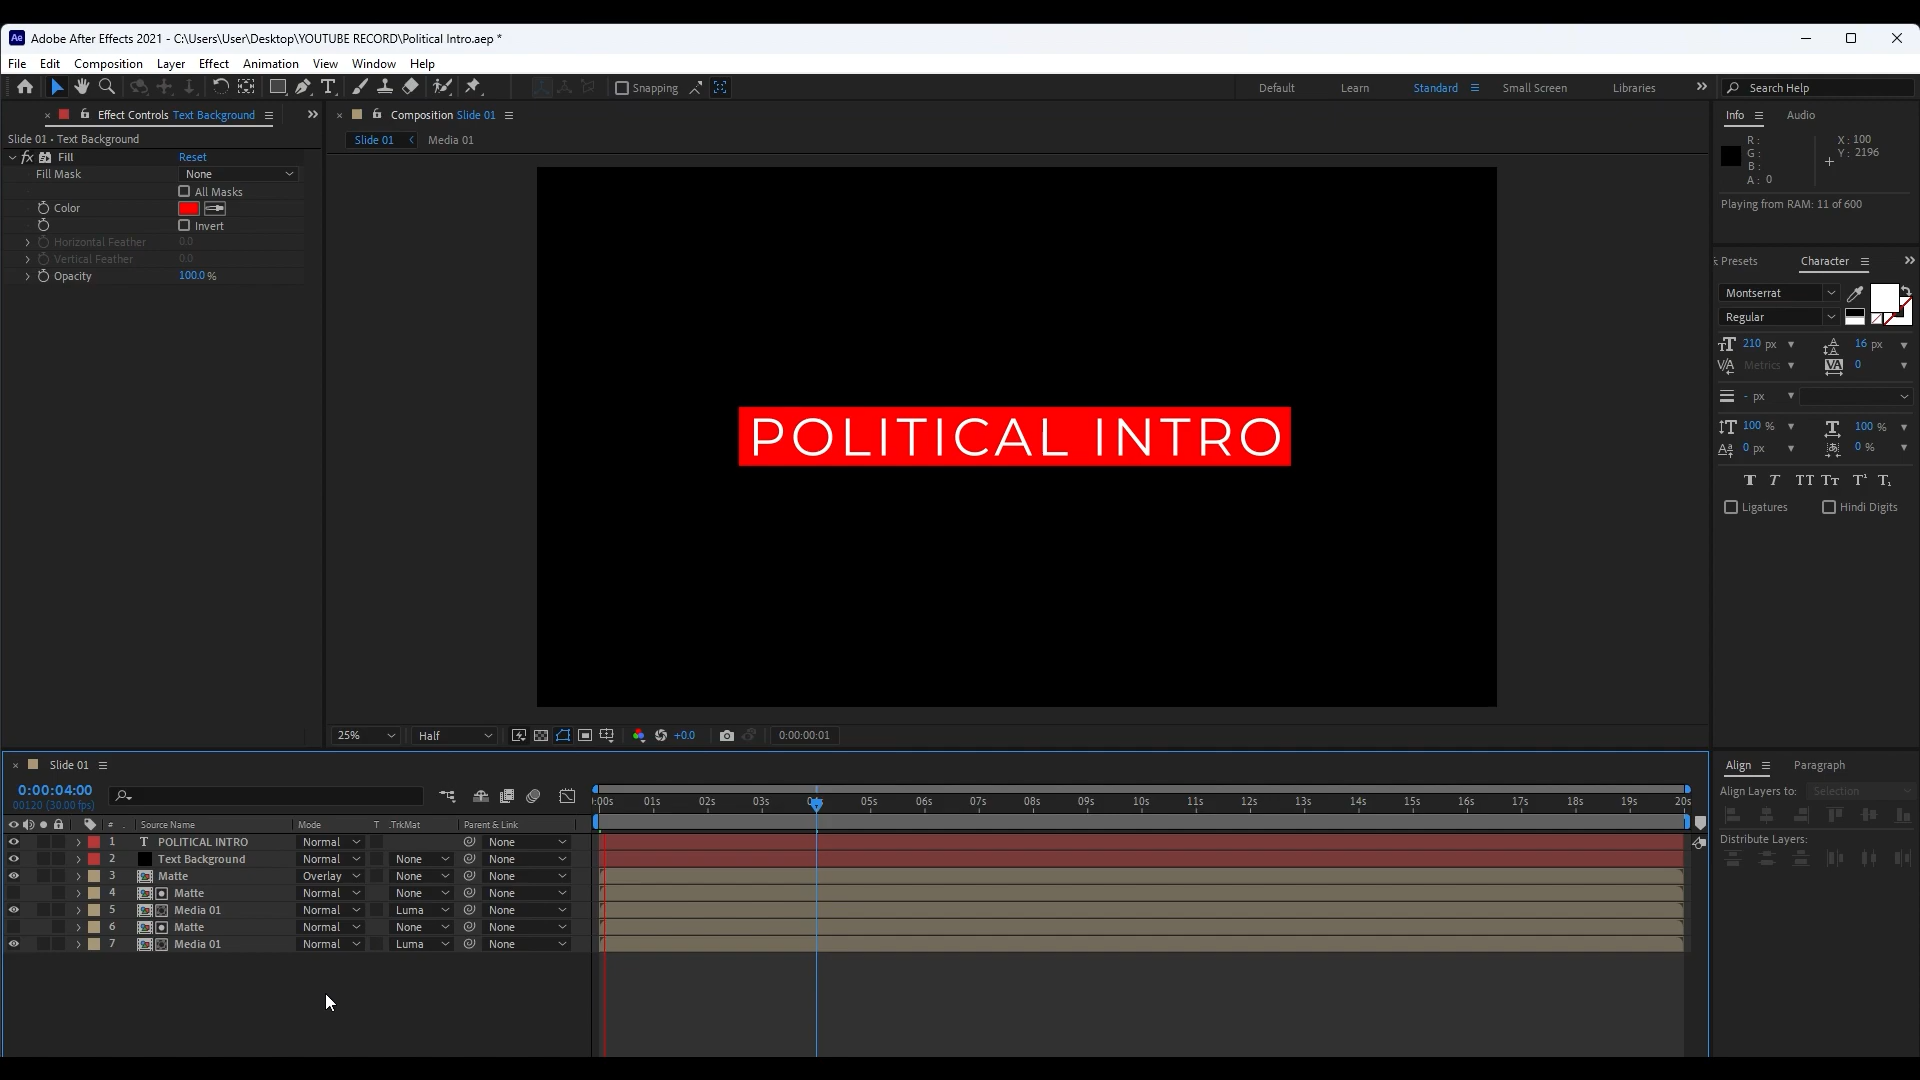 Ae Adobe After Effects 2021 - C:\Users\User\Desktop\YOUTUBE RECORD\Political Intro.aep *
File Edit Composition Layer Effect Animation View Window Help
Snapping Default Learn Standard Small Screen Libraries Search Help
Effect Controls Text Background
Slide 01 • Text Background
fx Fill Reset
Fill Mask None
All Masks
Color
Invert
Horizontal Feather 0.0
Vertical Feather 0.0
Opacity 100.0 %
Composition Slide 01
Slide 01 Media 01
POLITICAL INTRO
25% Half +0.0 0:00:00:01
Info Audio
R :
G :
B :
A : 0
X : 100
Y : 2196
Playing from RAM: 11 of 600
Presets Character
Montserrat
Regular
210 px 16 px
Metrics 0
- px
100 % 100 %
0 px 0 %
Ligatures Hindi Digits
Slide 01
0:00:04:00
00120 (30.00 fps)
:00s 01s 02s 03s 04s 05s 06s 07s 08s 09s 10s 11s 12s 13s 14s 15s 16s 17s 18s 19s 20s
# Source Name Mode T .TrkMat Parent & Link
1 T POLITICAL INTRO Normal None
2 Text Background Normal None None
3 Matte Overlay None None
4 Matte Normal None None
5 Media 01 Normal Luma None
6 Matte Normal None None
7 Media 01 Normal Luma None
Align Paragraph
Align Layers to: Selection
Distribute Layers: